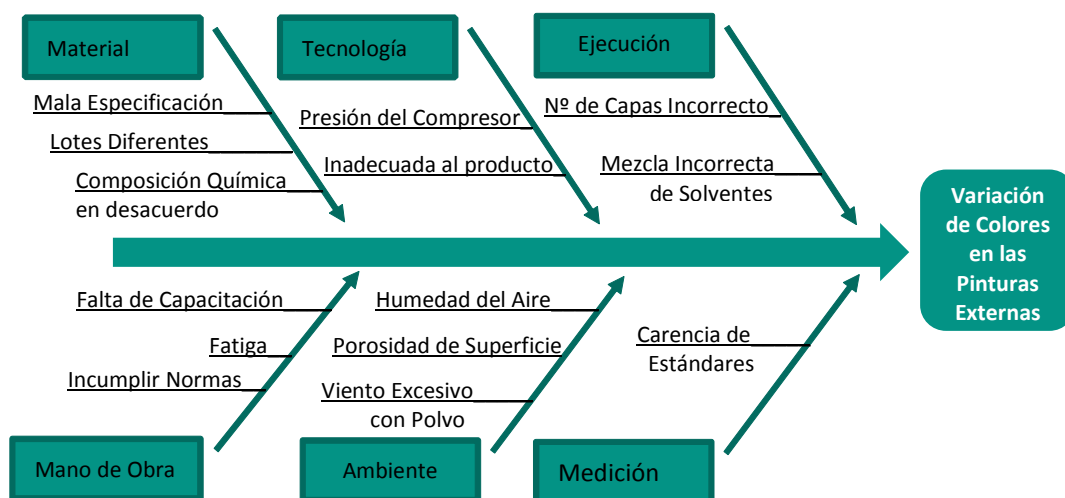 Material
Tecnología
Ejecución
Mala Especificación
Lotes Diferentes
Composición Química
en desacuerdo
Presión del Compresor
Inadecuada al producto
Nº de Capas Incorrecto
Mezcla Incorrecta
de Solventes
Variación
de Colores
en las
Pinturas
Externas
Falta de Capacitación
Fatiga
Incumplir Normas
Humedad del Aire
Porosidad de Superficie
Viento Excesivo
con Polvo
Carencia de
Estándares
Mano de Obra
Ambiente
Medición